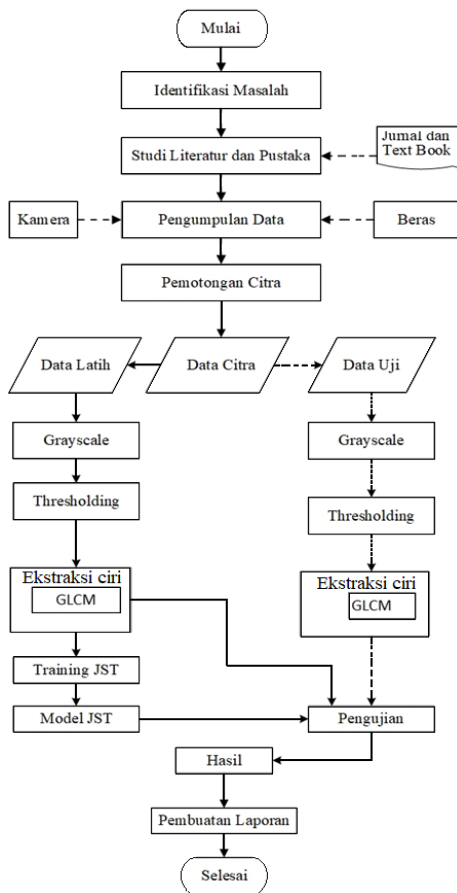 Mulai
Identifikasi Masalah
Jurnal dan
Text Book
Studi Literatur dan Pustaka
Kamera
Pengumpulan Data
Beras
Pemotongan Citra
Data Latih
Data Citra
Data Uji
Grayscale
Grayscale
Thresholding
Thresholding
Ekstraksi ciri
GLCM
Ekstraksi ciri
GLCM
Training JST
Model JST
Pengujian
Hasil
Pembuatan Laporan
Selesai